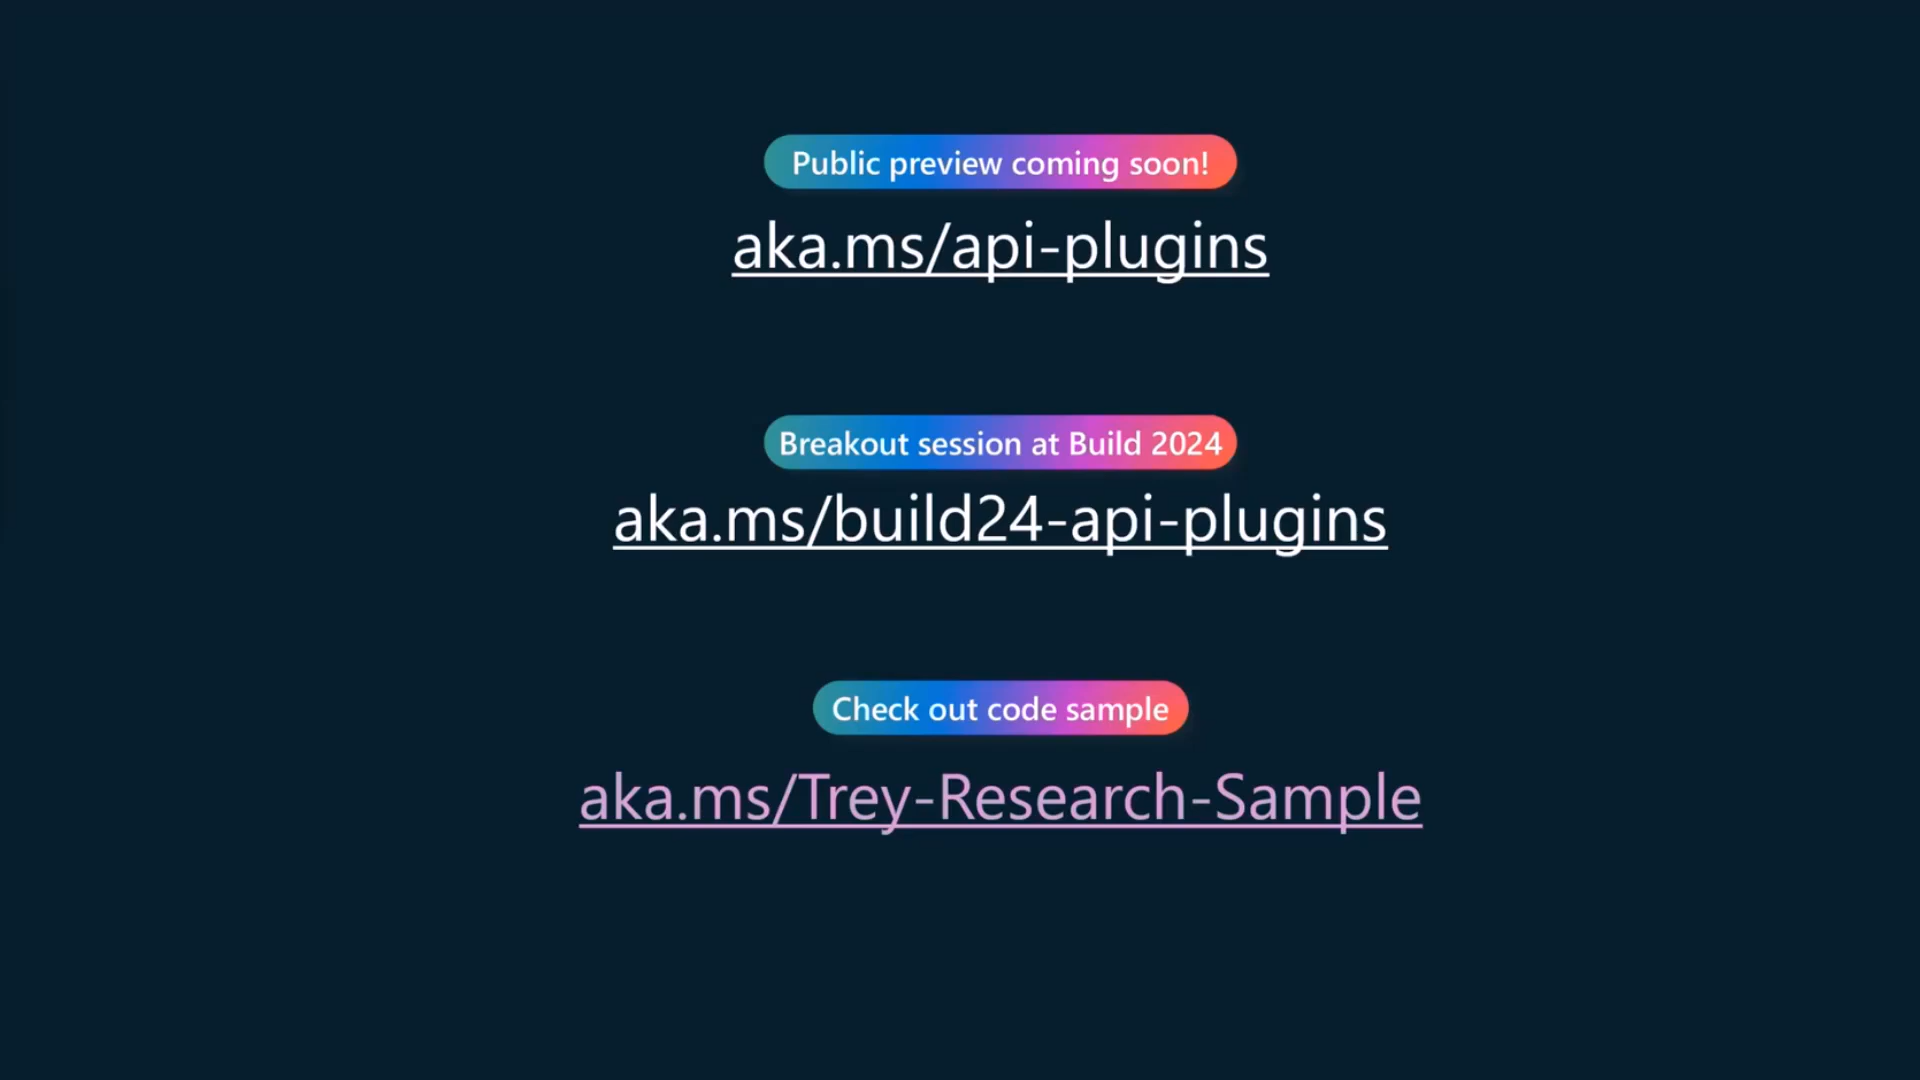 Public preview coming soon!
aka.ms/api-plugins
Breakout session at Build 2024
aka.ms/build24-api-plugins
Check out code sample
aka.ms/Trey-Research-Sample